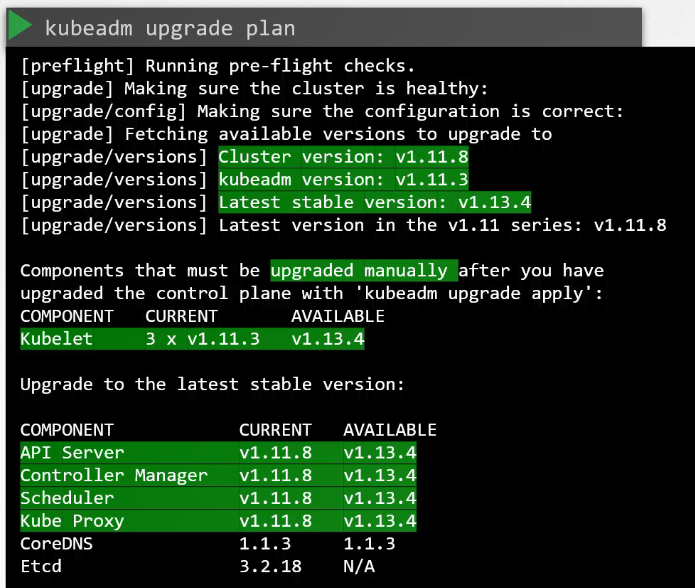 kubeadm upgrade plan
[preflight] Running pre-flight checks.
[upgrade] Making sure the cluster is healthy:
[upgrade/config] Making sure the configuration is correct:
[upgrade] Fetching available versions to upgrade to
[upgrade/versions] Cluster version: v1.11.8
[upgrade/versions] kubeadm version: v1.11.3
[upgrade/versions] Latest stable version: v1.13.4
[upgrade/versions] Latest version in the v1.11 series: v1.11.8
Components that must be upgraded manually after you have
upgraded the control plane with 'kubeadm upgrade apply':
COMPONENT CURRENT AVAILABLE
Kubelet 3 x v1.11.3 v1.13.4
Upgrade to the latest stable version:
COMPONENT CURRENT AVAILABLE
API Server v1.11.8 v1.13.4
Controller Manager v1.11.8 v1.13.4
Scheduler v1.11.8 v1.13.4
Kube Proxy v1.11.8 v1.13.4
CoreDNS 1.1.3 1.1.3
Etcd 3.2.18 N/A